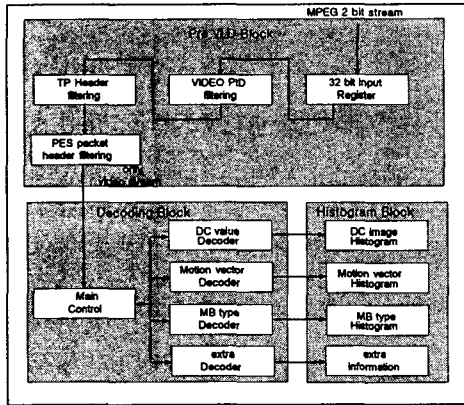 MPEG 2 bit stream
Pre VLD Block
TP Header
filtering
VIDEO PID
filtering
32 bit Input
Register
PES packet
header filtering
only
Video stream
Decoding Block
Histogram Block
DC value
Decoder
DC image
Histogram
Motion vector
Decoder
Motion vector
Histogram
Main
Control
MB type
Decoder
MB type
Histogram
extra
Decoder
extra
information